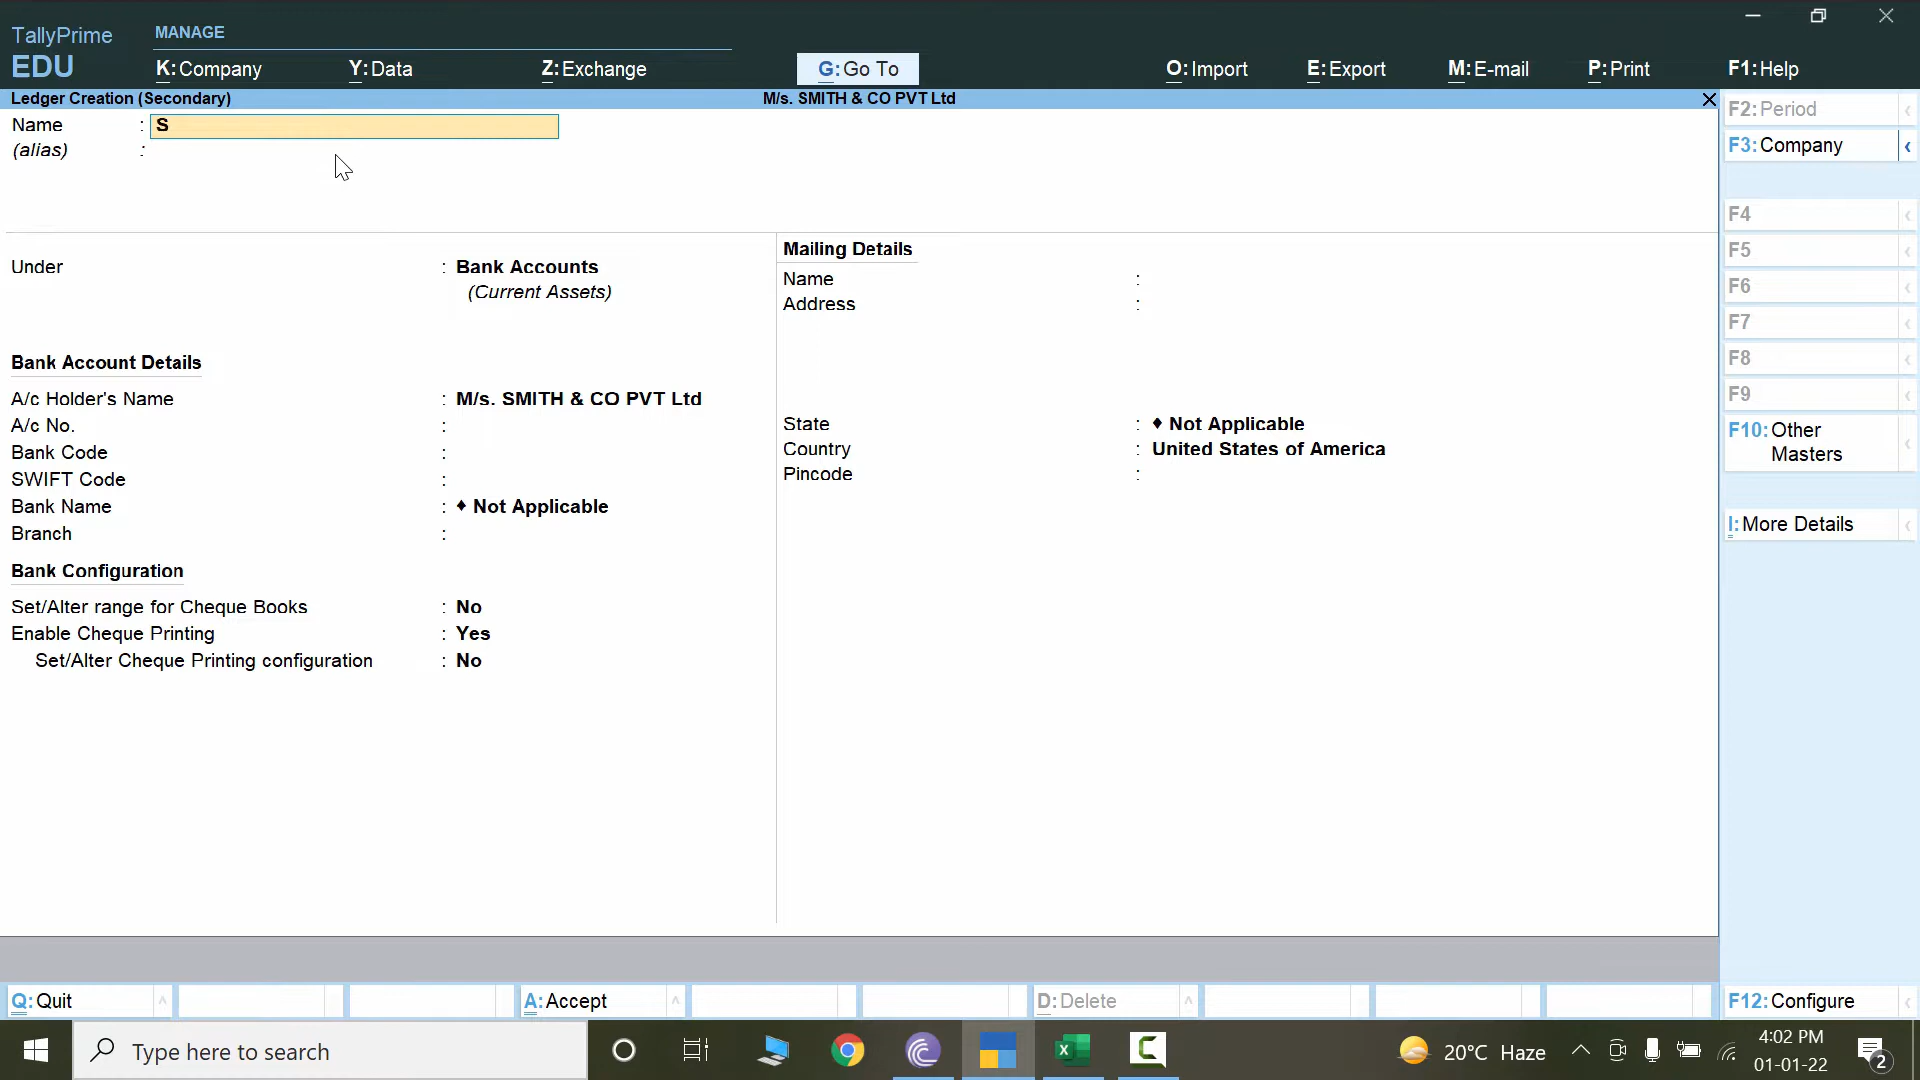 TallyPrime
EDU
MANAGE
K:Company
Y:Data
Z:Exchange
G:Go To
O:Import
E:Export
M:E-mail
P:Print
F1:Help
Ledger Creation (Secondary)
M/s. SMITH & CO PVT Ltd
Name : S
(alias) :
Under : Bank Accounts
(Current Assets)
Bank Account Details
A/c Holder's Name : M/s. SMITH & CO PVT Ltd
A/c No. :
Bank Code :
SWIFT Code :
Bank Name : ♦ Not Applicable
Branch :
Bank Configuration
Set/Alter range for Cheque Books : No
Enable Cheque Printing : Yes
Set/Alter Cheque Printing configuration : No
Mailing Details
Name :
Address :
State : ♦ Not Applicable
Country : United States of America
Pincode :
F2:Period
F3:Company
F4
F5
F6
F7
F8
F9
F10:Other
Masters
I:More Details
F12:Configure
Q:Quit
A:Accept
D:Delete
Type here to search
20°C Haze
4:02 PM
01-01-22
2